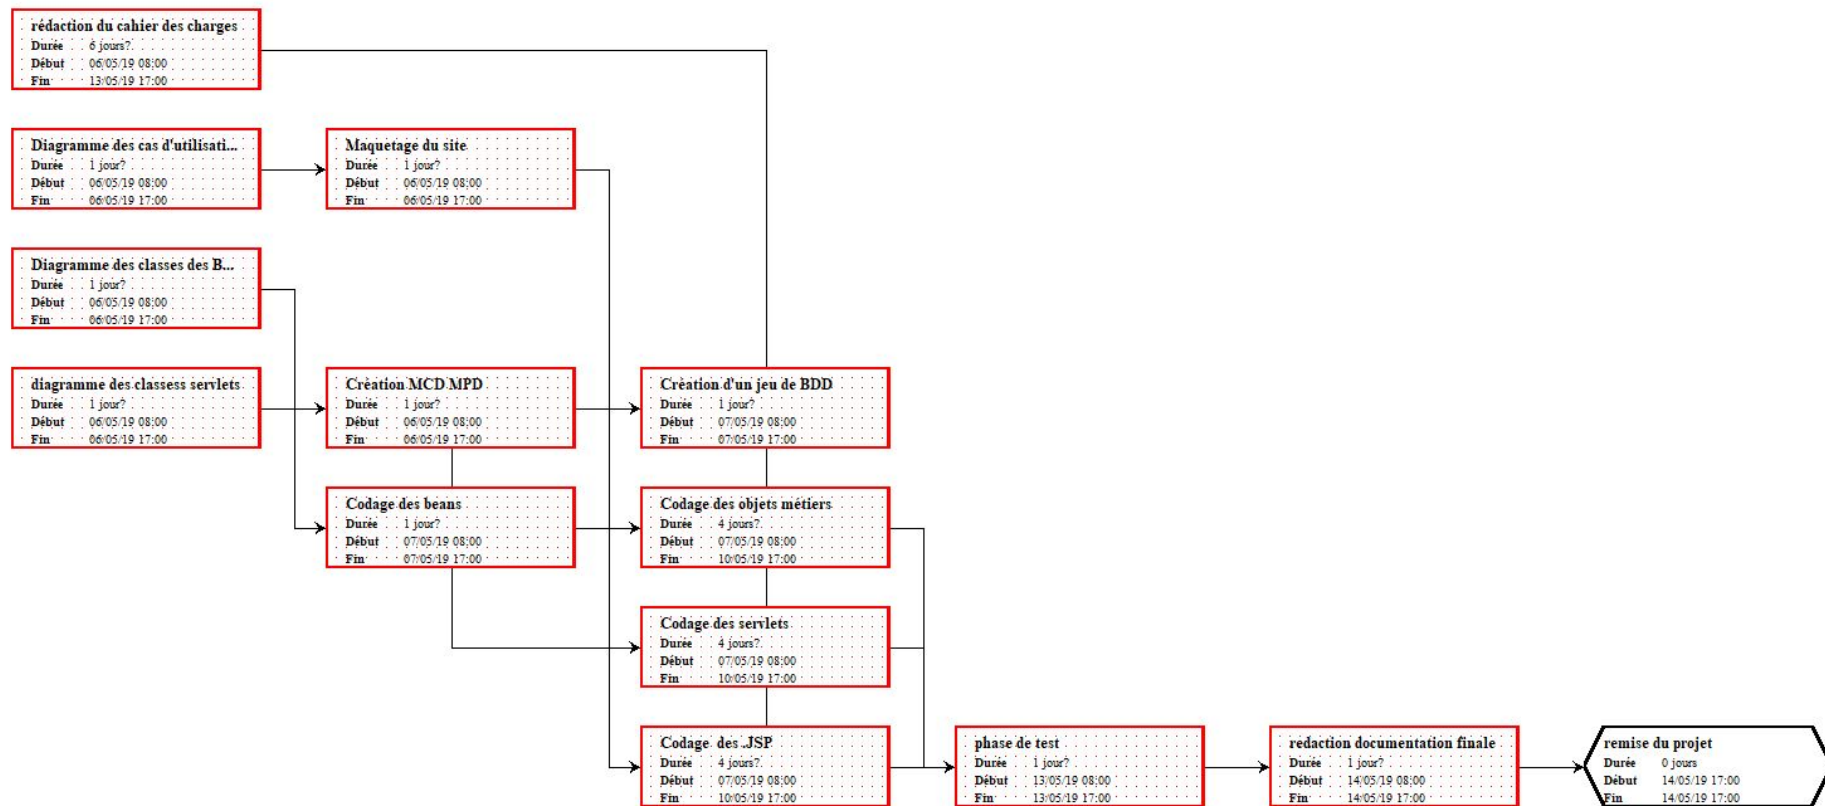 rédaction du cahier des charges
Durée 6 jours?
Début 06/05/19 08:00
Fin 13/05/19 17:00
Diagramme des cas d'utilisati...
Durée 1 jour?
Début 06/05/19 08:00
Fin 06/05/19 17:00
Maquetage du site
Durée 1 jour?
Début 06/05/19 08:00
Fin 06/05/19 17:00
Diagramme des classes des B...
Durée 1 jour?
Début 06/05/19 08:00
Fin 06/05/19 17:00
diagramme des classess servlets
Durée 1 jour?
Début 06/05/19 08:00
Fin 06/05/19 17:00
Création MCD MPD
Durée 1 jour?
Début 06/05/19 08:00
Fin 06/05/19 17:00
Création d'un jeu de BDD
Durée 1 jour?
Début 07/05/19 08:00
Fin 07/05/19 17:00
Codage des beans
Durée 1 jour?
Début 07/05/19 08:00
Fin 07/05/19 17:00
Codage des objets métiers
Durée 4 jours?
Début 07/05/19 08:00
Fin 10/05/19 17:00
Codage des servlets
Durée 4 jours?
Début 07/05/19 08:00
Fin 10/05/19 17:00
Codage des .JSP
Durée 4 jours?
Début 07/05/19 08:00
Fin 10/05/19 17:00
phase de test
Durée 1 jour?
Début 13/05/19 08:00
Fin 13/05/19 17:00
redaction documentation finale
Durée 1 jour?
Début 14/05/19 08:00
Fin 14/05/19 17:00
remise du projet
Durée 0 jours
Début 14/05/19 17:00
Fin 14/05/19 17:00